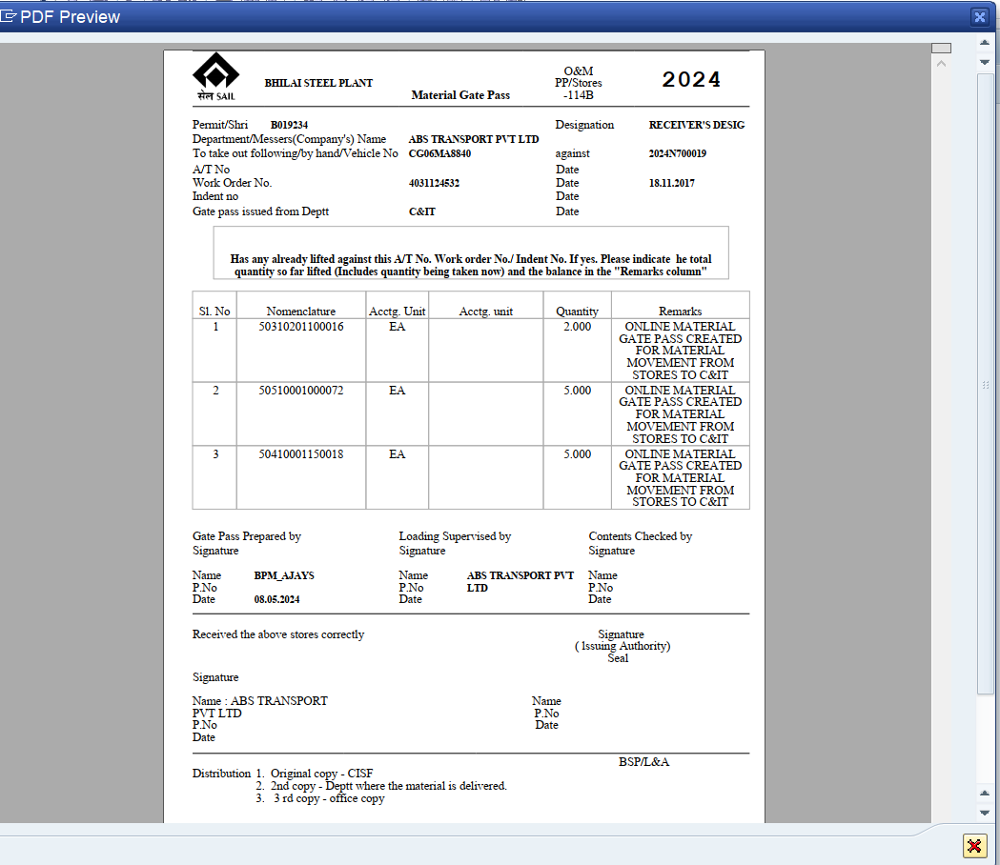 PDF Preview
O&M
BHILAI STEEL PLANT PP/Stores 2024
सेल SAIL Material Gate Pass -114B
Permit/Shri B019234 Designation RECEIVER'S DESIG
Department/Messers(Company's) Name ABS TRANSPORT PVT LTD
To take out following/by hand/Vehicle No CG06MA8840 against 2024N700019
A/T No Date
Work Order No. 4031124532 Date 18.11.2017
Indent no Date
Gate pass issued from Deptt C&IT Date
Has any already lifted against this A/T No. Work order No./ Indent No. If yes. Please indicate he total
quantity so far lifted (Includes quantity being taken now) and the balance in the "Remarks column"
Sl. No Nomenclature Acctg. Unit Acctg. unit Quantity Remarks
1 50310201100016 EA 2.000 ONLINE MATERIAL
GATE PASS CREATED
FOR MATERIAL
MOVEMENT FROM
STORES TO C&IT
2 50510001000072 EA 5.000 ONLINE MATERIAL
GATE PASS CREATED
FOR MATERIAL
MOVEMENT FROM
STORES TO C&IT
3 50410001150018 EA 5.000 ONLINE MATERIAL
GATE PASS CREATED
FOR MATERIAL
MOVEMENT FROM
STORES TO C&IT
Gate Pass Prepared by Loading Supervised by Contents Checked by
Signature Signature Signature
Name BPM_AJAYS Name ABS TRANSPORT PVT Name
P.No P.No LTD P.No
Date 08.05.2024 Date Date
Received the above stores correctly Signature
( Issuing Authority)
Seal
Signature
Name : ABS TRANSPORT Name
PVT LTD P.No
P.No Date
Date
BSP/L&A
Distribution 1. Original copy - CISF
2. 2nd copy - Deptt where the material is delivered.
3. 3 rd copy - office copy